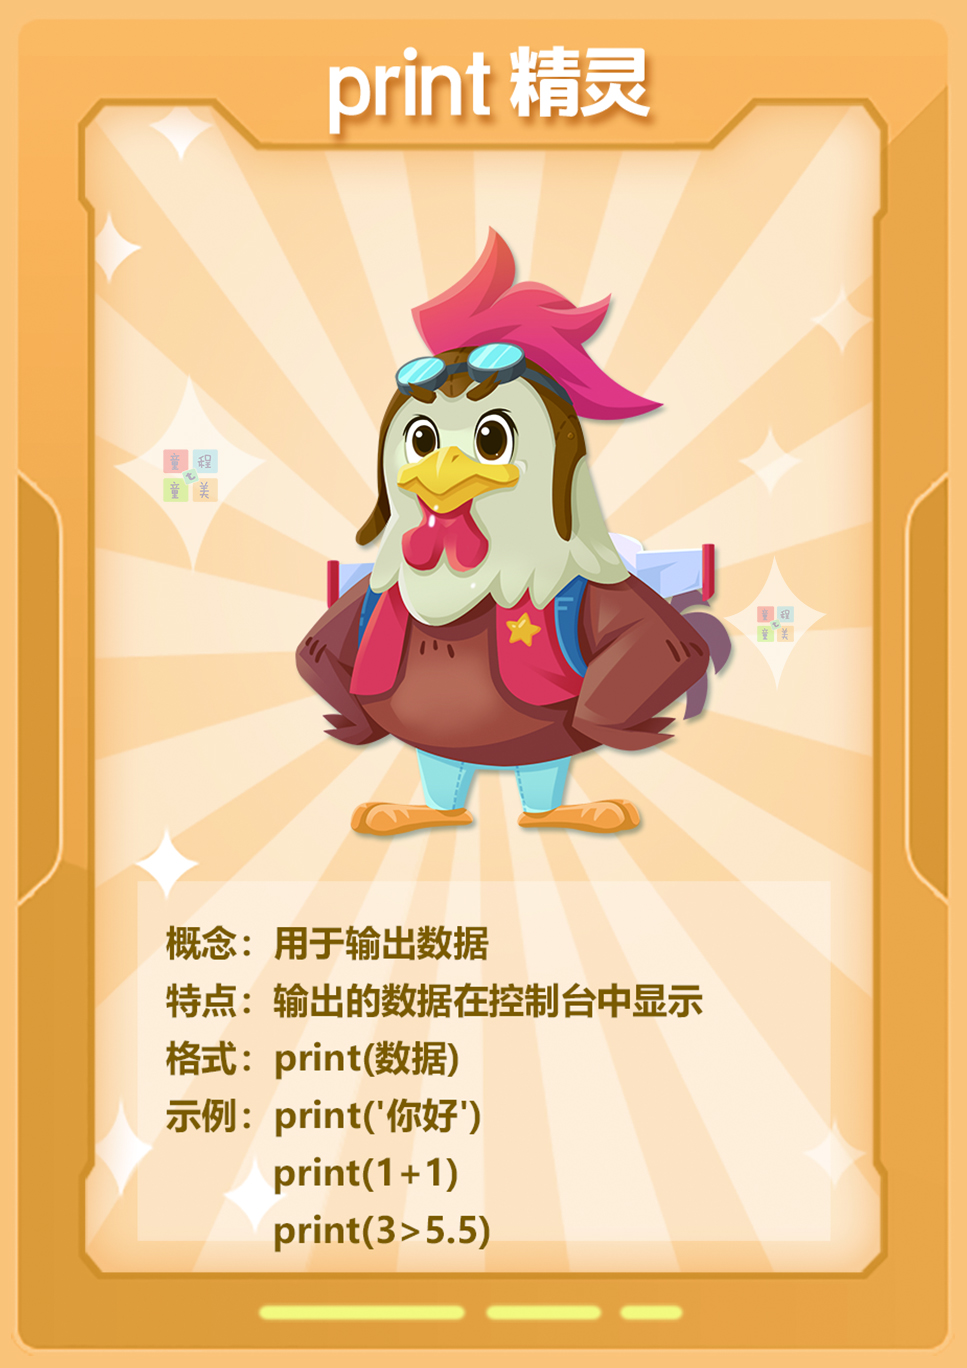 print 精灵
童程
童美
童程
童美
概念：用于输出数据
特点：输出的数据在控制台中显示
格式：print(数据)
示例：print('你好')
print(1+1)
print(3>5.5)